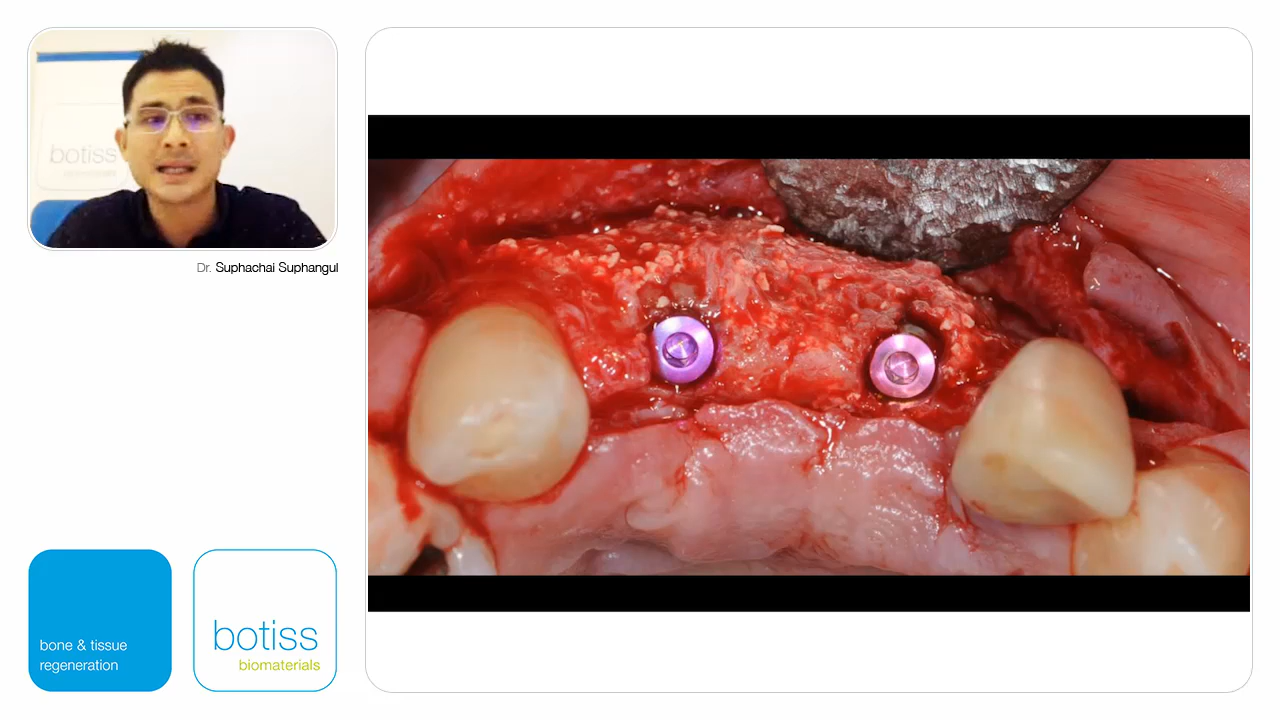 botiss
Dr. Suphachai Suphangul
bone & tissue
regeneration
botiss
biomaterials